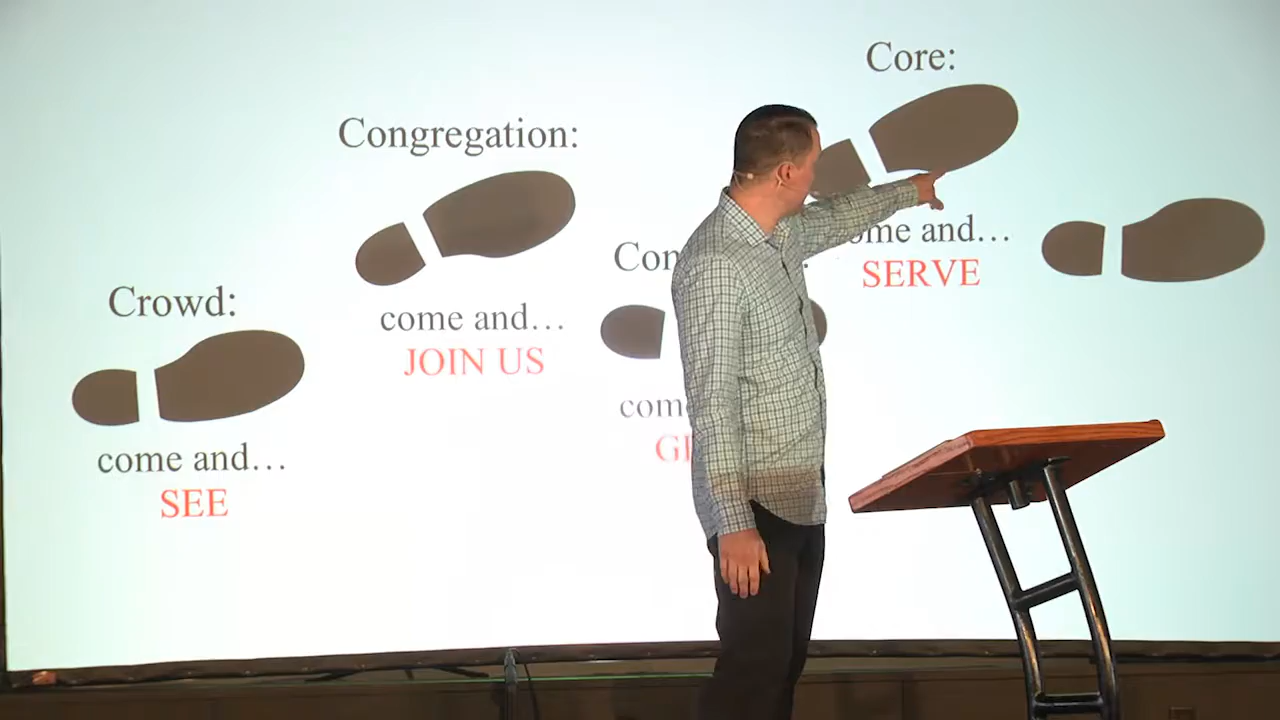 Crowd:
come and…
SEE
Congregation:
come and…
JOIN US
Core:
come and…
SERVE